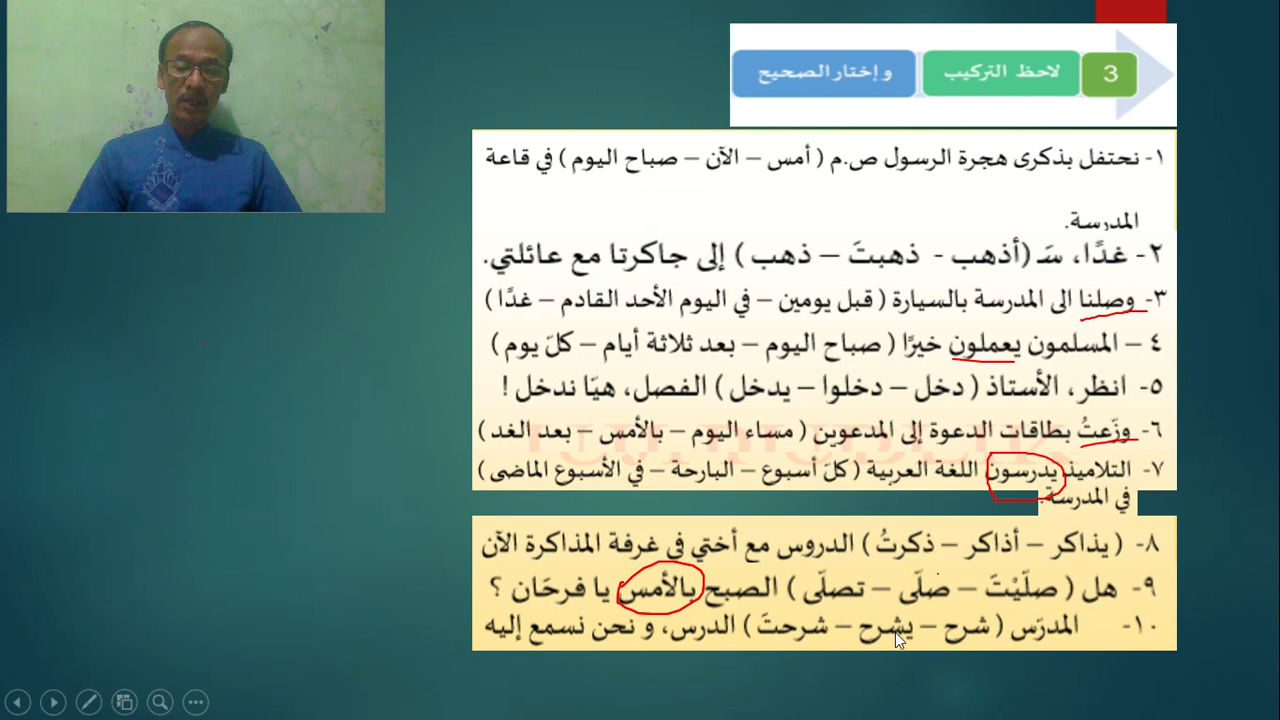 3 لاحظ التركيب و إختار الصحيح
١- نحتفل بذكرى هجرة الرسول ص.م ( أمس – الآن – صباح اليوم ) في قاعة
المدرسة.
٢- غدًا، سَـ (أذهب - ذهبتَ – ذهب ) إلى جاكرتا مع عائلتي.
٣- وصلنا الى المدرسة بالسيارة ( قبل يومين – في اليوم الأحد القادم – غدًا )
٤ – المسلمون يعملون خيرًا ( صباح اليوم – بعد ثلاثة أيام – كلّ يوم )
٥- انظر، الأستاذ ( دخل – دخلوا – يدخل ) الفصل، هيّا ندخل !
٦- وزّعتُ بطاقات الدعوة إلى المدعوين ( مساء اليوم – بالأمس – بعد الغد )
٧- التلاميذ يدرسون اللغة العربية ( كلّ أسبوع – البارحة – في الأسبوع الماضى )
في المدرسة.
٨- ( يذاكر – أذاكر – ذكرتُ ) الدروس مع أختي في غرفة المذاكرة الآن
٩- هل ( صلّيْتَ – صلّى – تصلّى ) الصبح بالأمس يا فرحَان ؟
١٠- المدرّس ( شرح – يشرح – شرحتَ ) الدرس، و نحن نسمع إليه